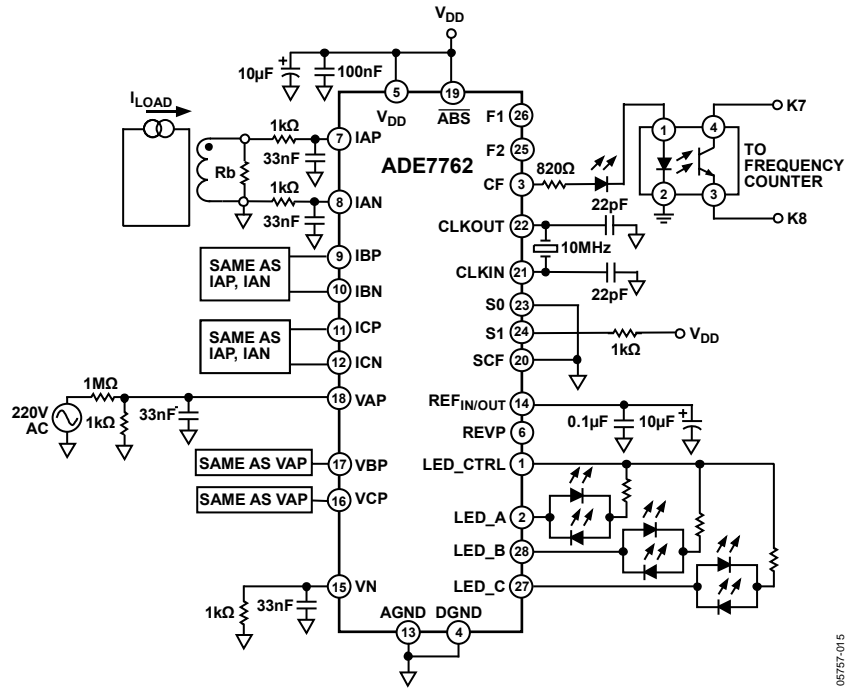 VDD
10µF
+
100nF
5
VDD
19
ABS
ILOAD
Rb
1kΩ
33nF
7
IAP
1kΩ
33nF
8
IAN
ADE7762
F1
26
F2
25
CF
3
820Ω
1
4
2
3
K7
TO
FREQUENCY
COUNTER
K8
CLKOUT
22
22pF
10MHz
CLKIN
21
22pF
SAME AS
IAP, IAN
9
IBP
10
IBN
SAME AS
IAP, IAN
11
ICP
12
ICN
S0
23
S1
24
1kΩ
VDD
SCF
20
220V
AC
1MΩ
1kΩ
33nF
18
VAP
REFIN/OUT
14
0.1µF
10µF
+
REVP
6
SAME AS VAP
17
VBP
SAME AS VAP
16
VCP
LED_CTRL
1
LED_A
2
LED_B
28
LED_C
27
1kΩ
33nF
15
VN
AGND
13
DGND
4
05757-015